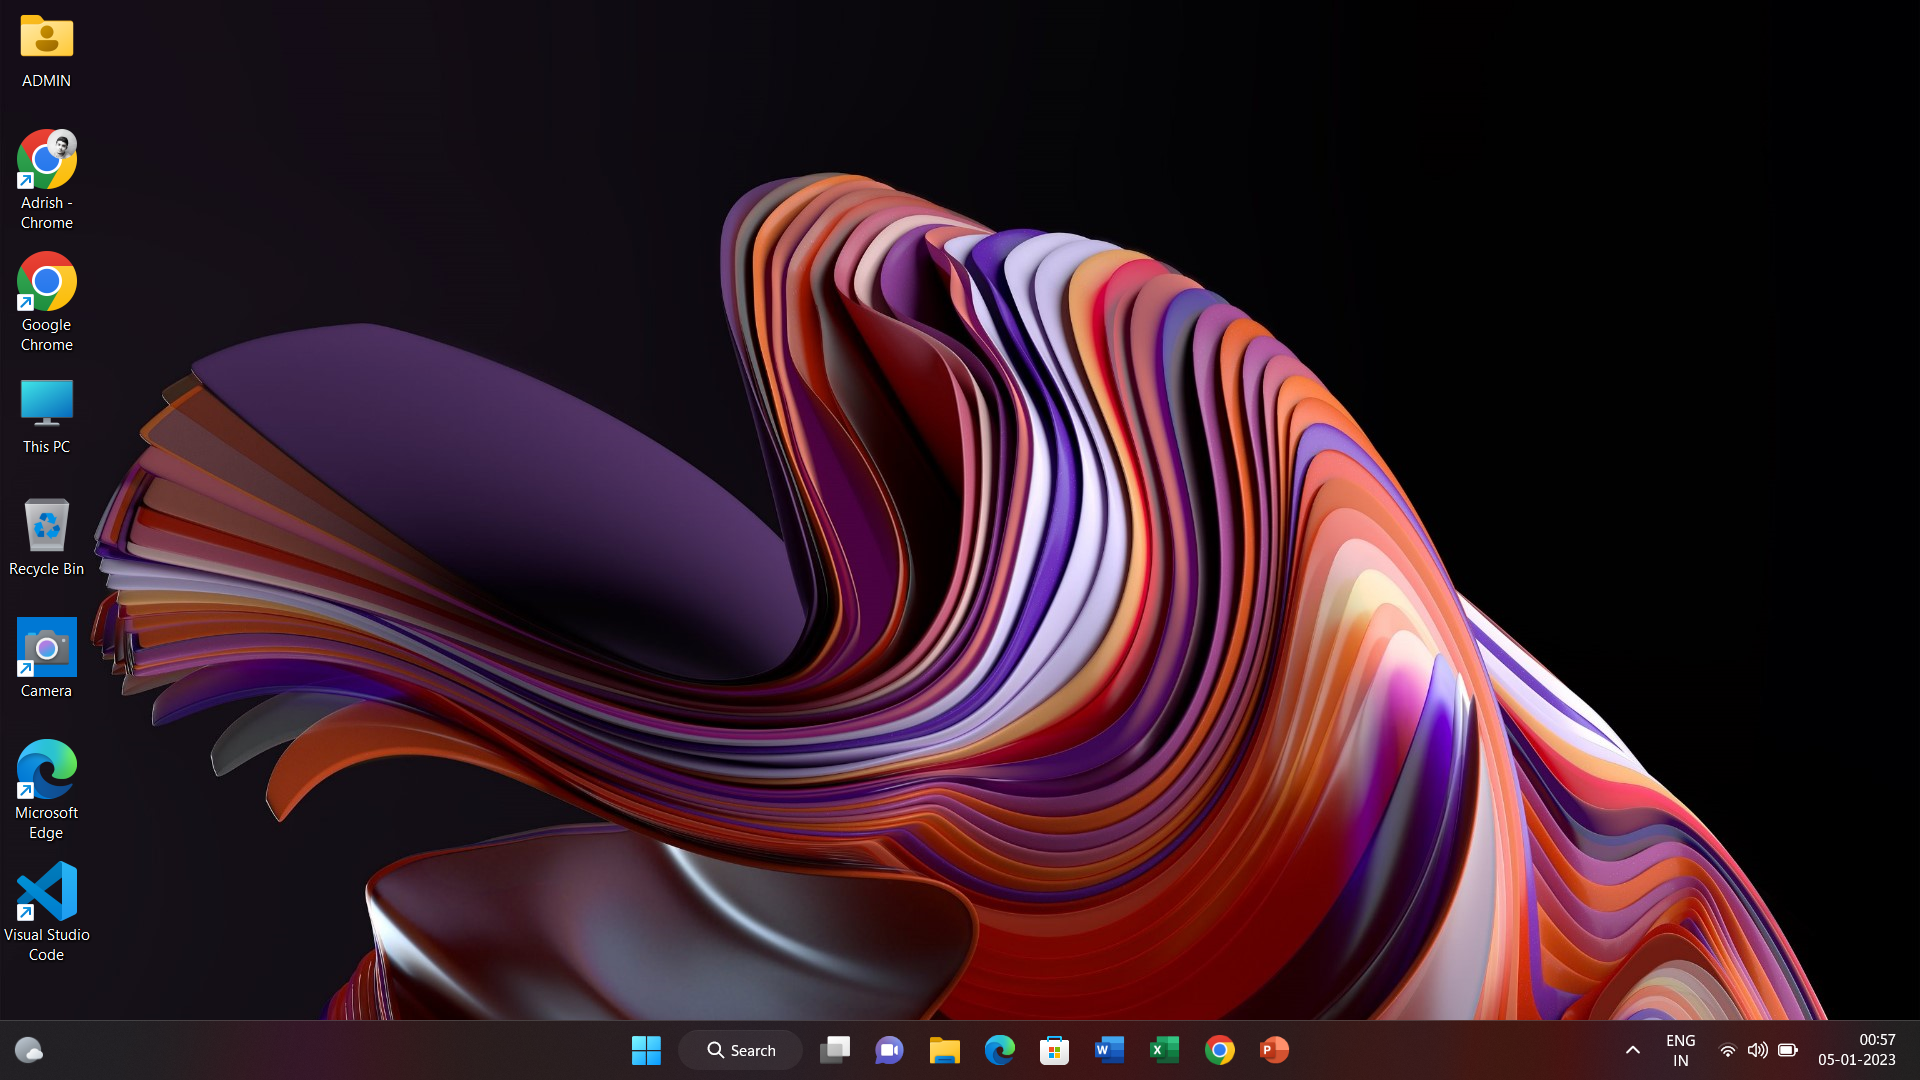 ADMIN
Adrish -
Chrome
Google
Chrome
This PC
Recycle Bin
Camera
Microsoft
Edge
Visual Studio
Code
Search
W
X
P
ENG
IN
00:57
05-01-2023